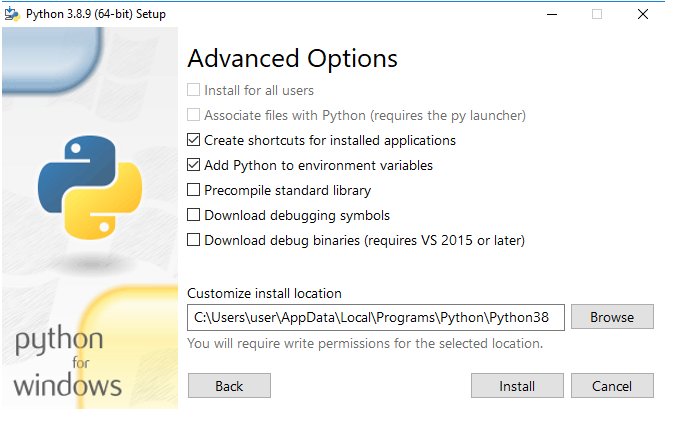 Python 3.8.9 (64-bit) Setup
Advanced Options
Install for all users
Associate files with Python (requires the py launcher)
Create shortcuts for installed applications
Add Python to environment variables
Precompile standard library
Download debugging symbols
Download debug binaries (requires VS 2015 or later)
Customize install location
C:\Users\user\AppData\Local\Programs\Python\Python38
Browse
You will require write permissions for the selected location.
python
for
windows
Back
Install
Cancel